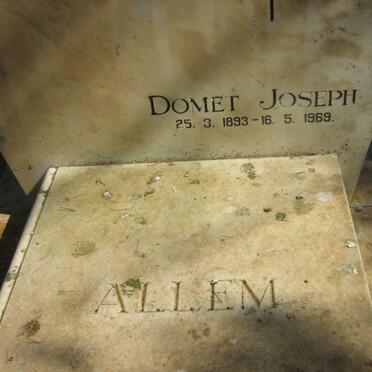 DOMET JOSEPH
25. 3. 1893 - 16. 5. 1969.
ALLEM